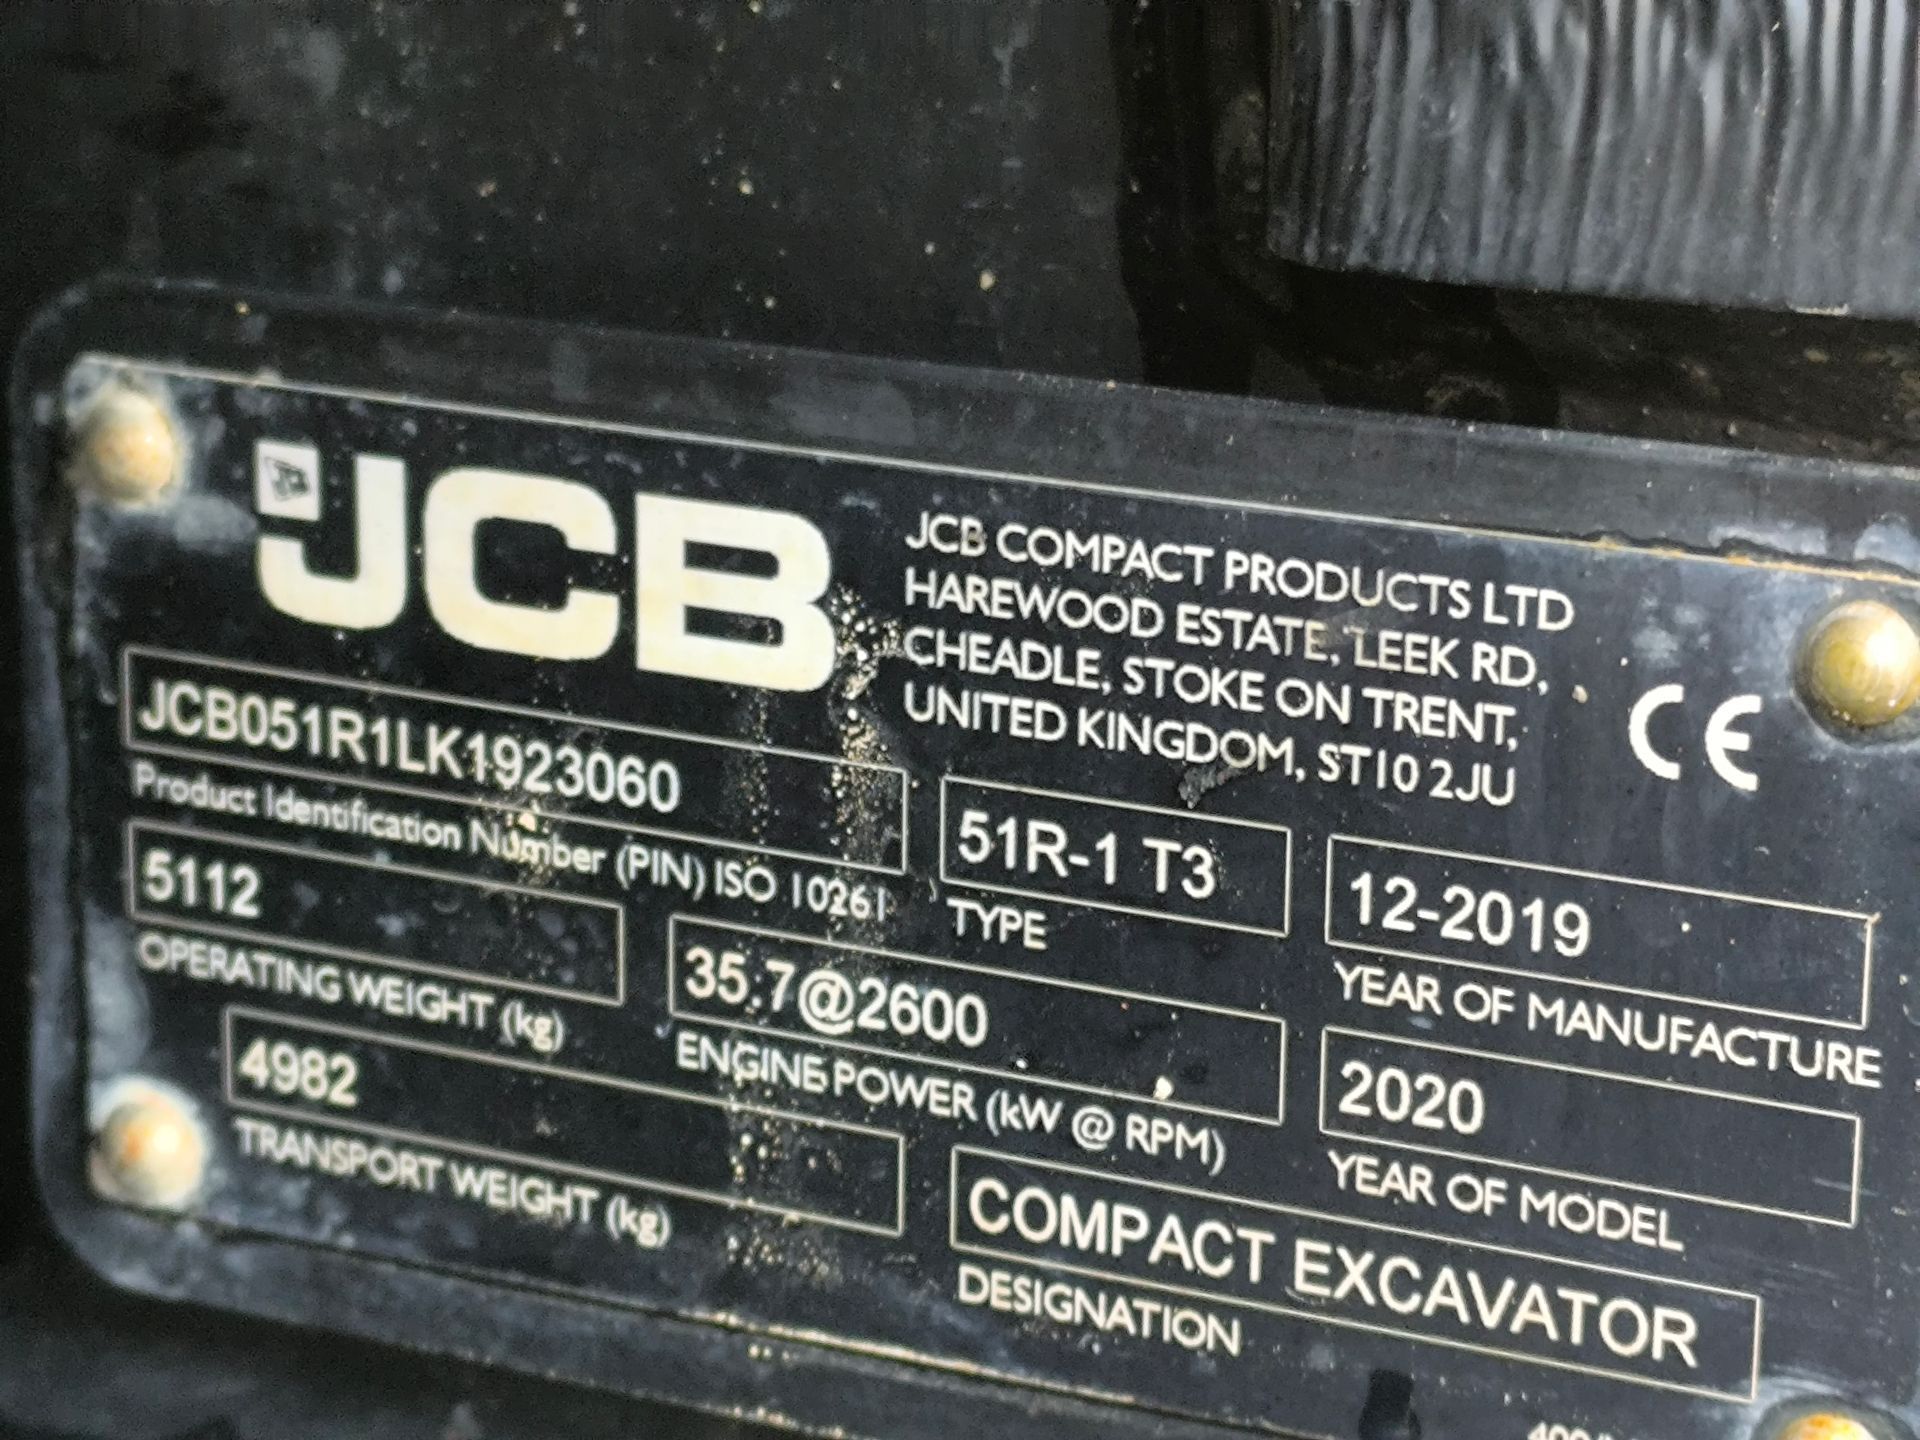 JCB
JCB COMPACT PRODUCTS LTD
HAREWOOD ESTATE, LEEK RD,
CHEADLE, STOKE ON TRENT,
UNITED KINGDOM, ST10 2JU
CE
JCB051R1LK1923060
Product Identification Number (PIN) ISO 10261
51R-1 T3
TYPE
12-2019
YEAR OF MANUFACTURE
5112
OPERATING WEIGHT (kg)
35.7@2600
ENGINE POWER (kW @ RPM)
2020
YEAR OF MODEL
4982
TRANSPORT WEIGHT (kg)
COMPACT EXCAVATOR
DESIGNATION